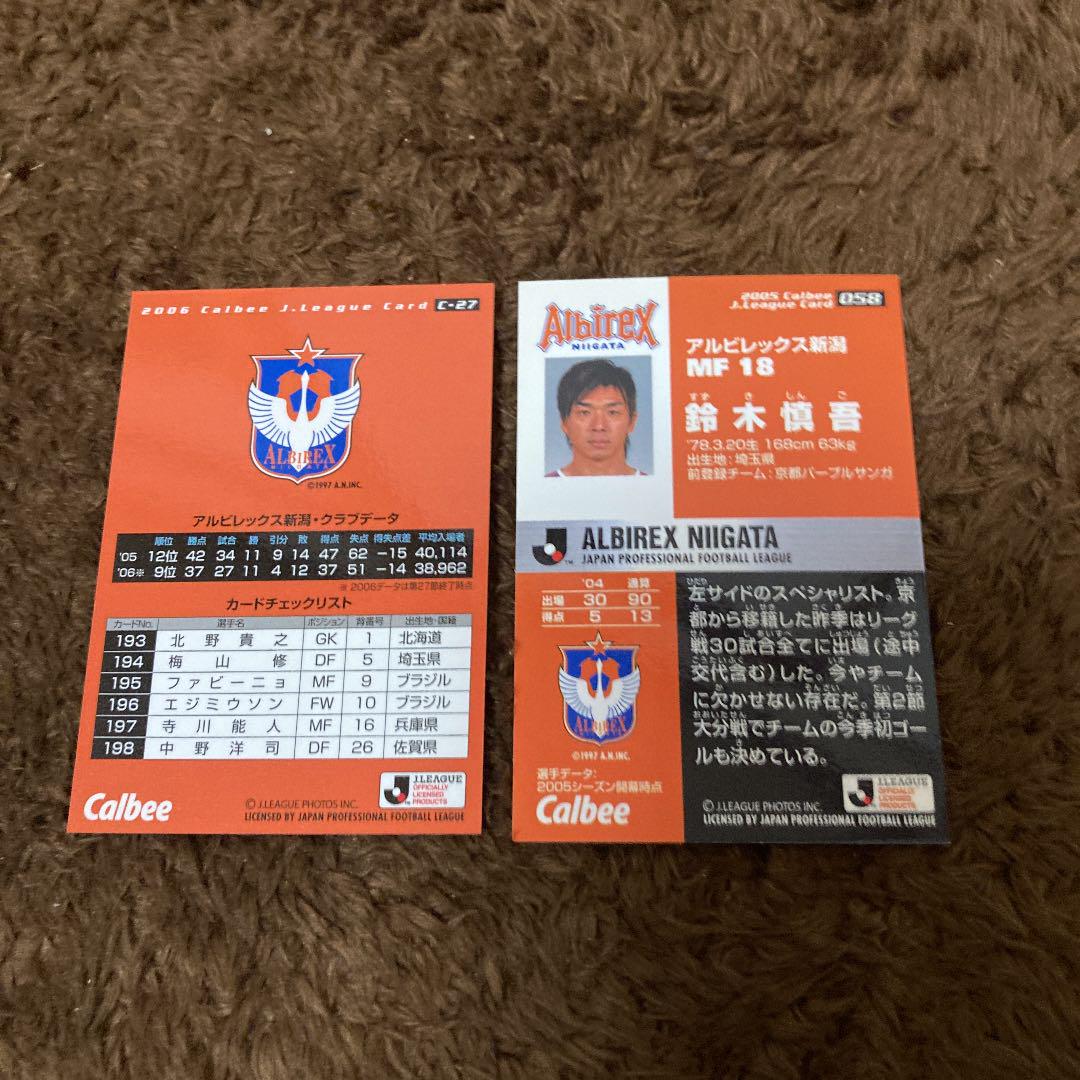 2006 Calbee J.League Card C-27
ALBIREX
NIIGATA
©1997 A.N.INC.
アルビレックス新潟・クラブデータ
順位 勝点 試合 勝 引分 敗 得点 失点 得失点差 平均入場者
'05 12位 42 34 11 9 14 47 62 -15 40,114
'06※ 9位 37 27 11 4 12 37 51 -14 38,962
※ 2006データは第27節終了時点
カードチェックリスト
カードNo. 選手名 ポジション 背番号 出生地・国籍
193 北野貴之 GK 1 北海道
194 梅山修 DF 5 埼玉県
195 ファビーニョ MF 9 ブラジル
196 エジミウソン FW 10 ブラジル
197 寺川能人 MF 16 兵庫県
198 中野洋司 DF 26 佐賀県
Calbee
J.LEAGUE
OFFICIALLY
LICENSED
PRODUCTS
© J.LEAGUE PHOTOS INC.
LICENSED BY JAPAN PROFESSIONAL FOOTBALL LEAGUE
Albirex
NIIGATA
2005 Calbee
J.League Card 058
アルビレックス新潟
MF 18
すず き しん ご
鈴木慎吾
'78.3.20生 168cm 63kg
出生地:埼玉県
前登録チーム:京都パープルサンガ
ALBIREX NIIGATA
JAPAN PROFESSIONAL FOOTBALL LEAGUE
'04 通算
出場 30 90
得点 5 13
ALBIREX
NIIGATA
©1997 A.N.INC.
選手データ:
2005シーズン開幕時点
Calbee
左サイドのスペシャリスト。京
都から移籍した昨季はリーグ
戦30試合全てに出場(途中
交代含む)した。今やチーム
に欠かせない存在だ。第2節
大分戦でチームの今季初ゴー
ルも決めている。
J.LEAGUE
OFFICIALLY
LICENSED
PRODUCTS
© J.LEAGUE PHOTOS INC.
LICENSED BY JAPAN PROFESSIONAL FOOTBALL LEAGUE